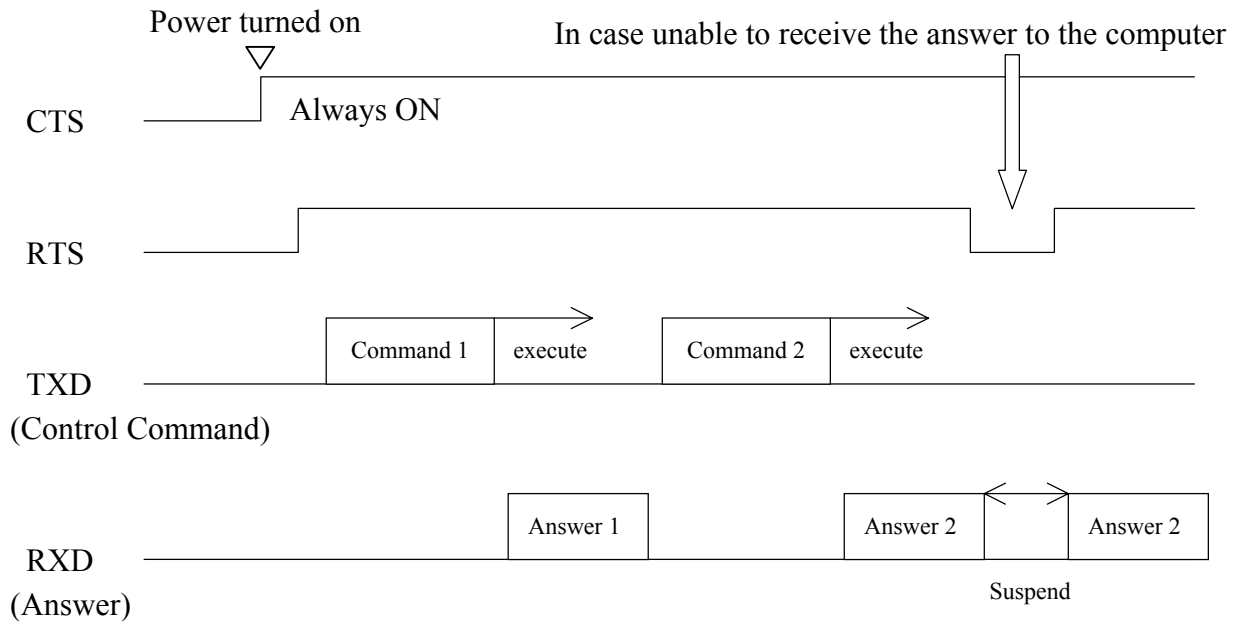 Power turned on
In case unable to receive the answer to the computer
CTS
Always ON
RTS
Command 1
execute
Command 2
execute
TXD
(Control Command)
Answer 1
Answer 2
Answer 2
RXD
(Answer)
Suspend